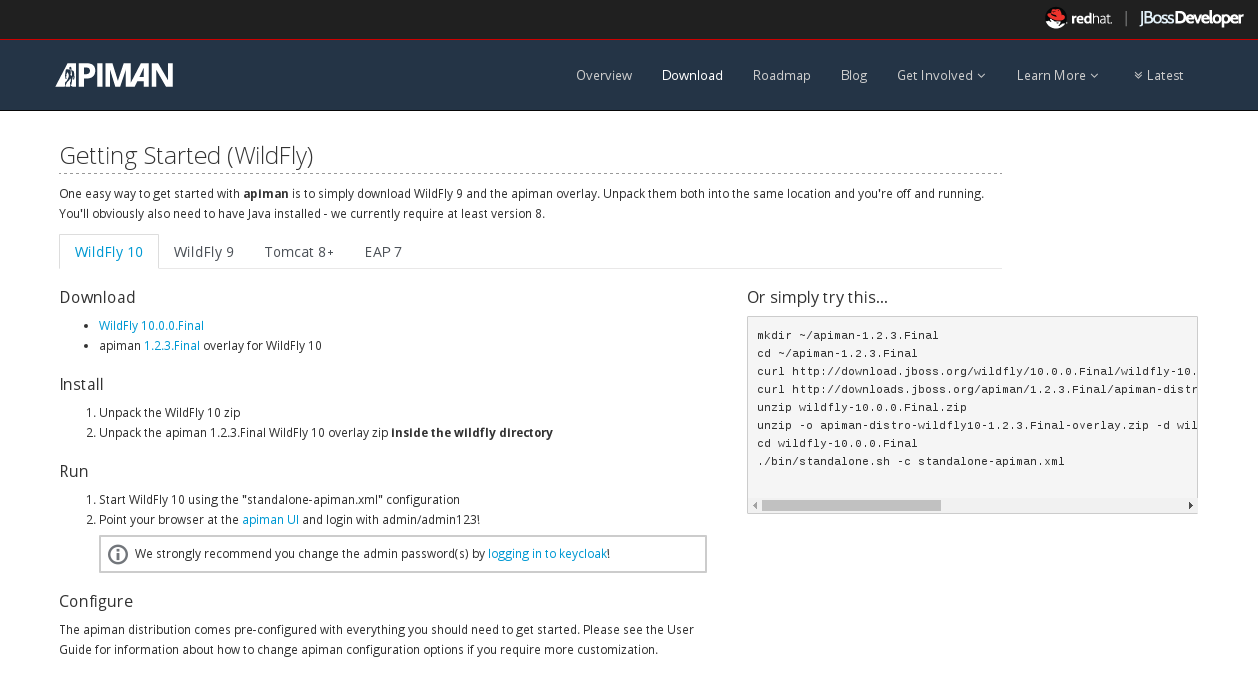 redhat. | JBossDeveloper
APIMAN
Overview Download Roadmap Blog Get Involved Learn More Latest
Getting Started (WildFly)
One easy way to get started with apiman is to simply download WildFly 9 and the apiman overlay. Unpack them both into the same location and you're off and running.
You'll obviously also need to have Java installed - we currently require at least version 8.
WildFly 10 WildFly 9 Tomcat 8+ EAP 7
Download
• WildFly 10.0.0.Final
• apiman 1.2.3.Final overlay for WildFly 10
Install
1. Unpack the WildFly 10 zip
2. Unpack the apiman 1.2.3.Final WildFly 10 overlay zip inside the wildfly directory
Run
1. Start WildFly 10 using the "standalone-apiman.xml" configuration
2. Point your browser at the apiman UI and login with admin/admin123!
We strongly recommend you change the admin password(s) by logging in to keycloak!
Configure
The apiman distribution comes pre-configured with everything you should need to get started. Please see the User
Guide for information about how to change apiman configuration options if you require more customization.
Or simply try this...
mkdir ~/apiman-1.2.3.Final
cd ~/apiman-1.2.3.Final
curl http://download.jboss.org/wildfly/10.0.0.Final/wildfly-10.
curl http://downloads.jboss.org/apiman/1.2.3.Final/apiman-distr
unzip wildfly-10.0.0.Final.zip
unzip -o apiman-distro-wildfly10-1.2.3.Final-overlay.zip -d wil
cd wildfly-10.0.0.Final
./bin/standalone.sh -c standalone-apiman.xml